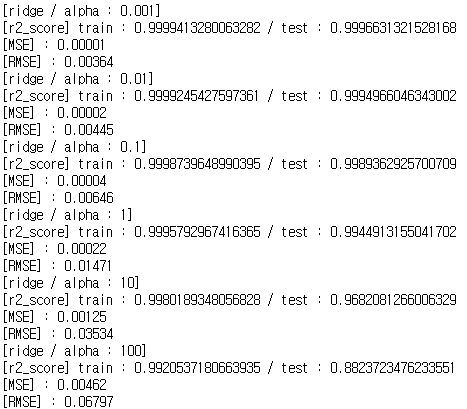 [ridge / alpha : 0.001]
[r2_score] train : 0.9999413280063282 / test : 0.9996631321528168
[MSE] : 0.00001
[RMSE] : 0.00364
[ridge / alpha : 0.01]
[r2_score] train : 0.9999245427597361 / test : 0.9994966046343002
[MSE] : 0.00002
[RMSE] : 0.00445
[ridge / alpha : 0.1]
[r2_score] train : 0.9998739648990395 / test : 0.9989362925700709
[MSE] : 0.00004
[RMSE] : 0.00646
[ridge / alpha : 1]
[r2_score] train : 0.9995792967416365 / test : 0.9944913155041702
[MSE] : 0.00022
[RMSE] : 0.01471
[ridge / alpha : 10]
[r2_score] train : 0.9980189348056828 / test : 0.9682081266006329
[MSE] : 0.00125
[RMSE] : 0.03534
[ridge / alpha : 100]
[r2_score] train : 0.9920537180663935 / test : 0.8823723476233551
[MSE] : 0.00462
[RMSE] : 0.06797